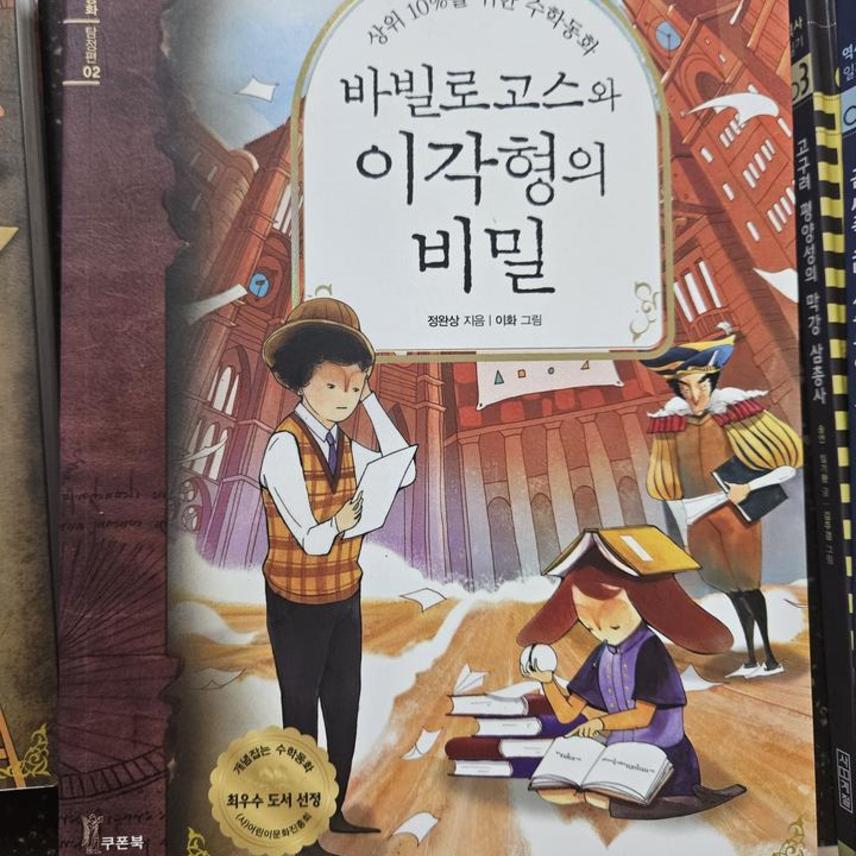 탐정편 02
상위 10%를 위한 수학동화
바빌로고스와
이각형의
비밀
정완상 지음 | 이화 그림
개념잡는 수학동화
최우수 도서 선정
(사)어린이문화진흥회
쿠폰북
03
고구려 평양성의 막강 삼총사